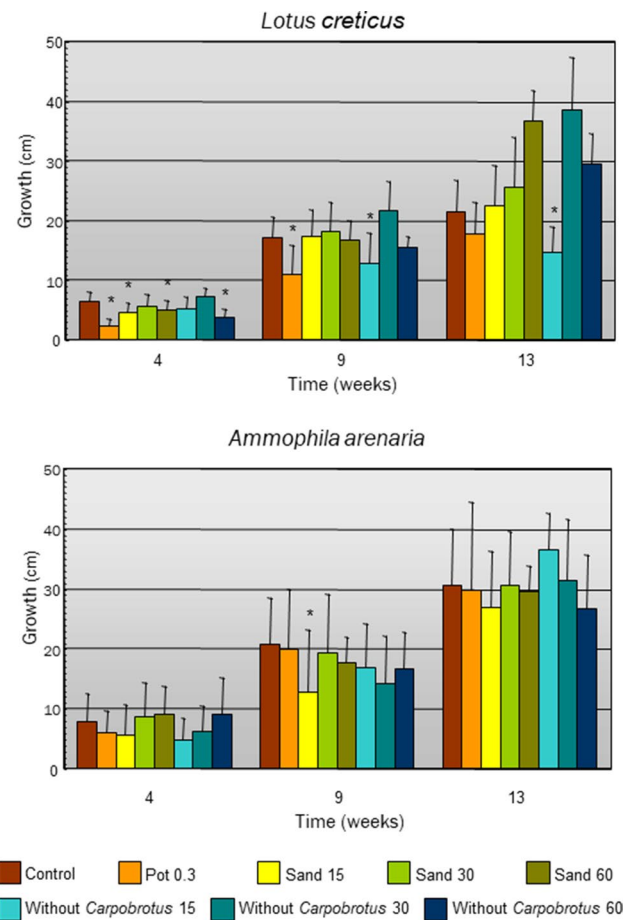 Lotus creticus
50
40
30
20
10
0
Growth (cm)
* * * *
* *
*
4 9 13
Time (weeks)
Ammophila arenaria
50
40
30
20
10
0
Growth (cm)
*
4 9 13
Time (weeks)
Control Pot 0.3 Sand 15 Sand 30 Sand 60
Without Carpobrotus 15 Without Carpobrotus 30 Without Carpobrotus 60